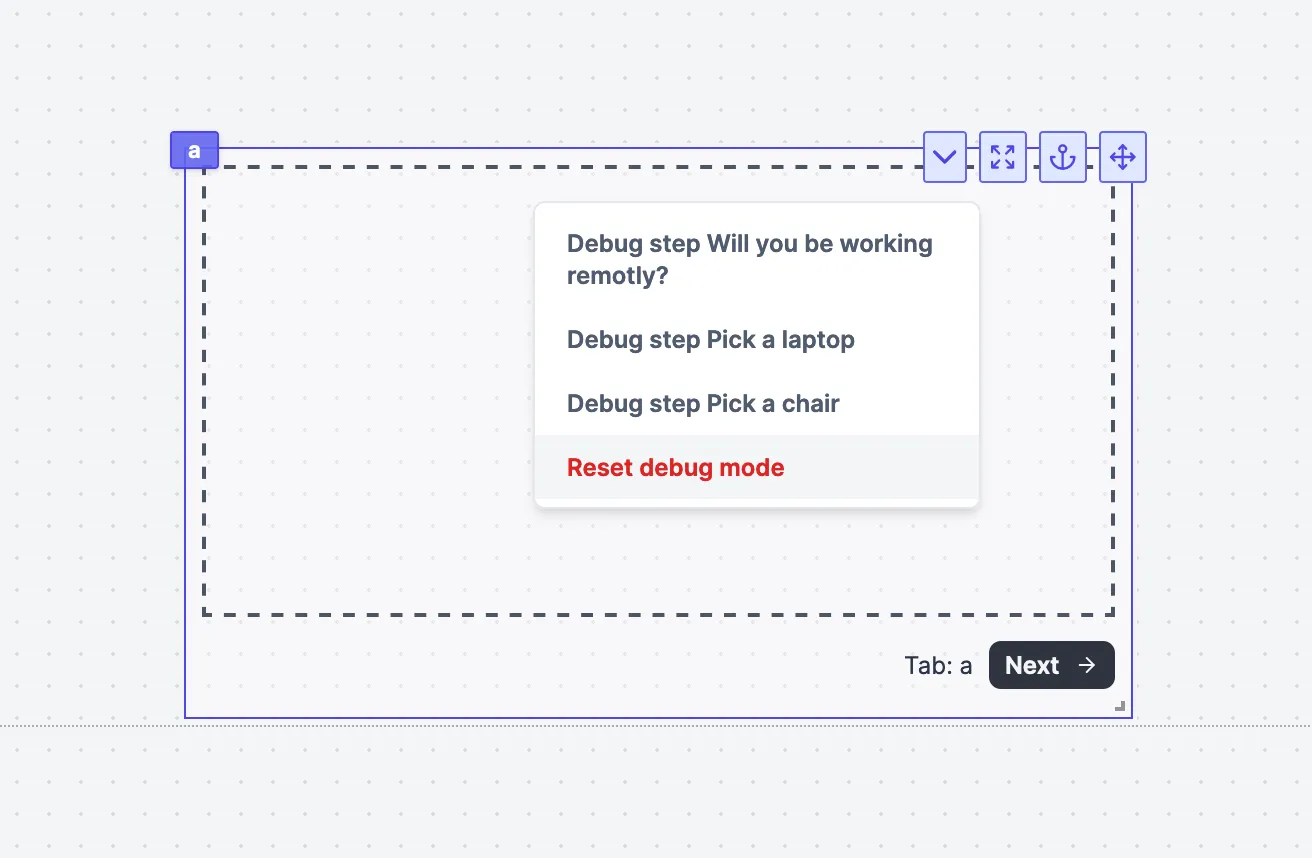 a
Debug step Will you be working
remotly?
Debug step Pick a laptop
Debug step Pick a chair
Reset debug mode
Tab: a
Next